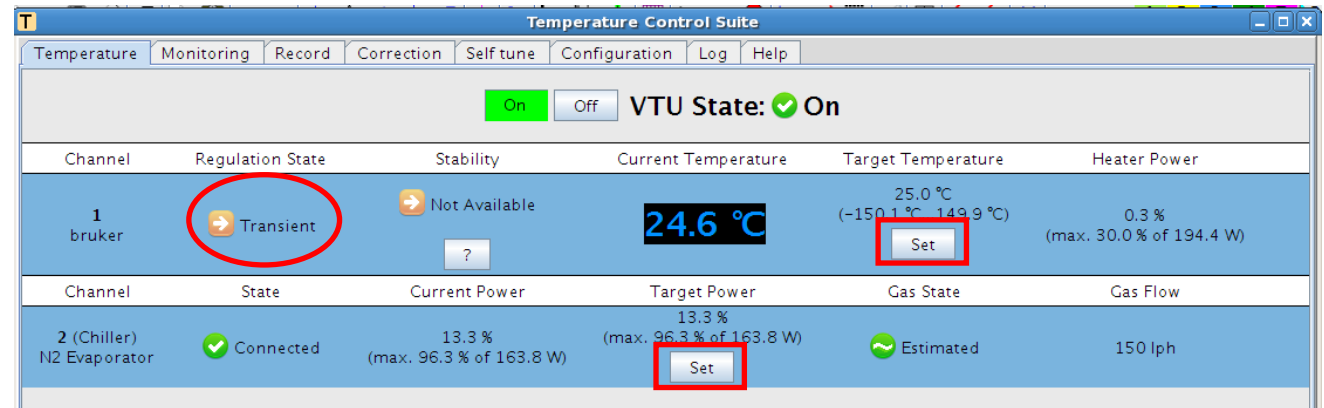 T Temperature Control Suite
Temperature Monitoring Record Correction Self tune Configuration Log Help
On Off VTU State: On
Channel Regulation State Stability Current Temperature Target Temperature Heater Power
1
bruker
Transient
Not Available
?
24.6 °C
25.0 °C
(-150.1 °C 149.9 °C)
Set
0.3 %
(max. 30.0 % of 194.4 W)
Channel State Current Power Target Power Gas State Gas Flow
2 (Chiller)
N2 Evaporator
Connected
13.3 %
(max. 96.3 % of 163.8 W)
13.3 %
(max. 96.3 % of 163.8 W)
Set
Estimated
150 lph